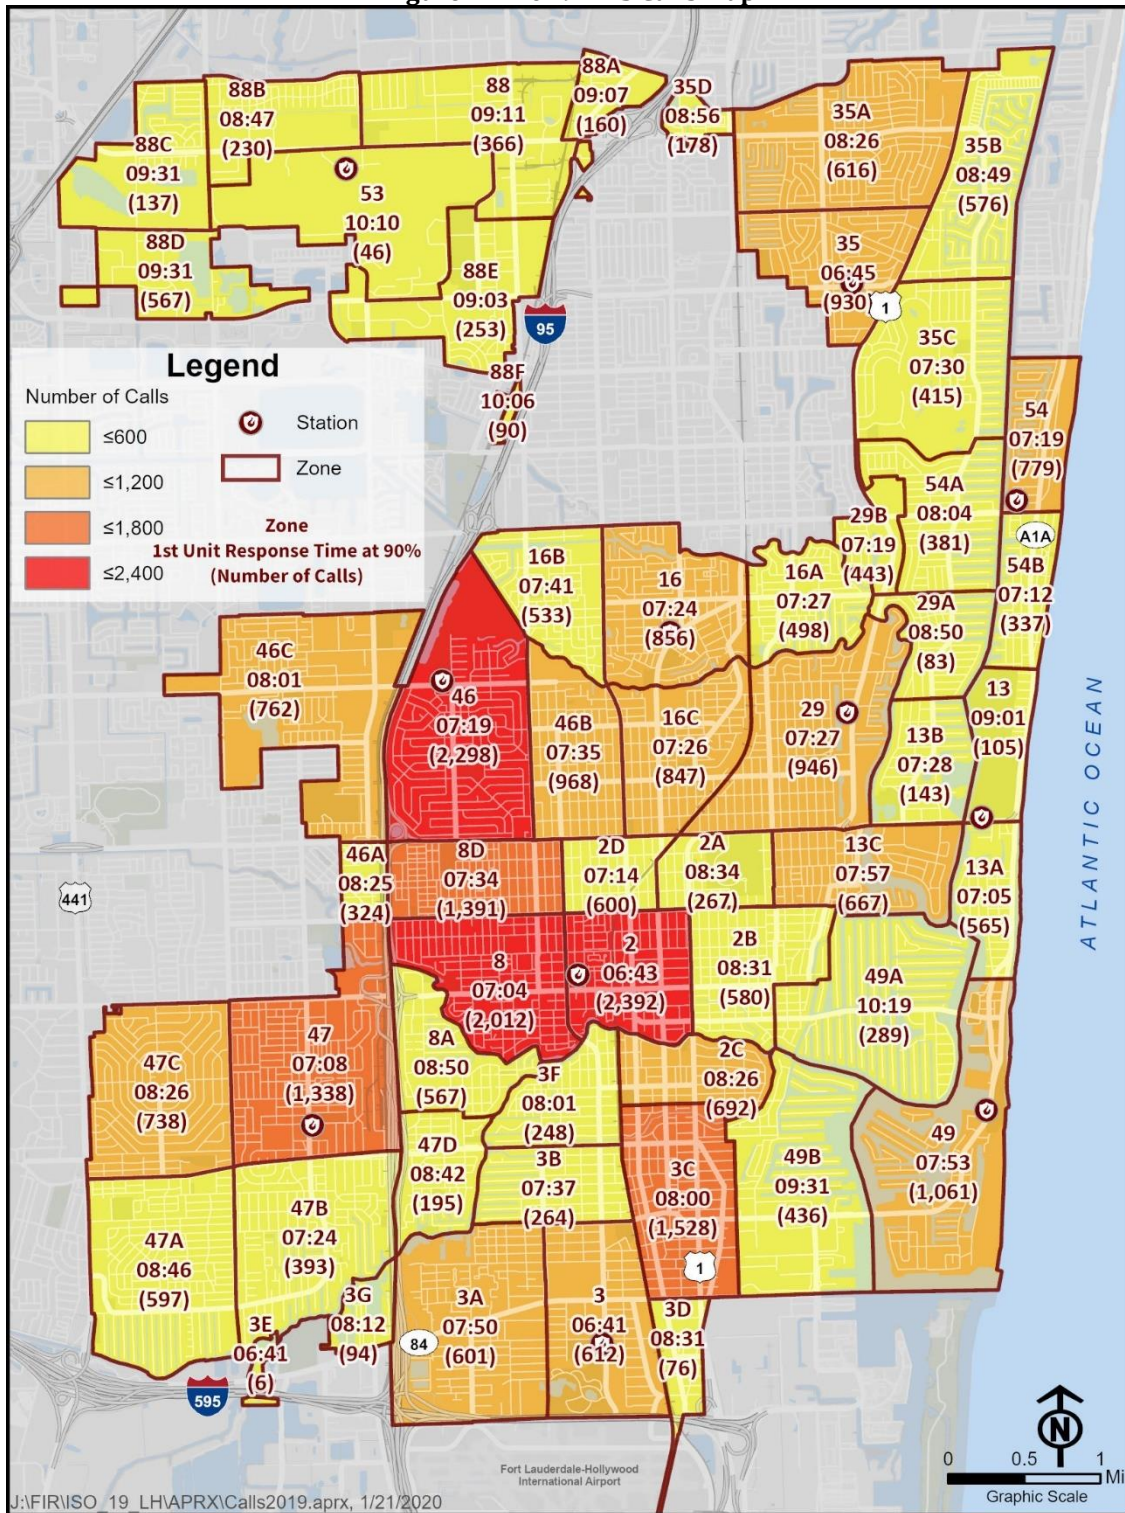 88A
09:07
(160)
35D
08:56
(178)
88B
08:47
(230)
88
09:11
(366)
35A
08:26
(616)
35B
08:49
(576)
88C
09:31
(137)
53
10:10
(46)
88D
09:31
(567)
88E
09:03
(253)
35
06:45
(930)
1
95
35C
07:30
(415)
88F
10:06
(90)
Legend
Number of Calls
≤600
≤1,200
≤1,800
≤2,400
Station
Zone
Zone
1st Unit Response Time at 90%
(Number of Calls)
54
07:19
(779)
54A
08:04
(381)
29B
07:19
(443)
A1A
54B
07:12
(337)
16B
07:41
(533)
16
07:24
(856)
16A
07:27
(498)
29A
08:50
(83)
46C
08:01
(762)
46
07:19
(2,298)
46B
07:35
(968)
16C
07:26
(847)
29
07:27
(946)
13B
07:28
(143)
13
09:01
(105)
ATLANTIC OCEAN
46A
08:25
(324)
8D
07:34
(1,391)
2D
07:14
(600)
2A
08:34
(267)
13C
07:57
(667)
13A
07:05
(565)
441
8
07:04
(2,012)
2
06:43
(2,392)
2B
08:31
(580)
49A
10:19
(289)
47C
08:26
(738)
47
07:08
(1,338)
8A
08:50
(567)
3F
08:01
(248)
2C
08:26
(692)
47D
08:42
(195)
3B
07:37
(264)
3C
08:00
(1,528)
1
49B
09:31
(436)
49
07:53
(1,061)
47A
08:46
(597)
47B
07:24
(393)
3E
06:41
(6)
3G
08:12
(94)
84
3A
07:50
(601)
3
06:41
(612)
3D
08:31
(76)
595
Fort Lauderdale-Hollywood
International Airport
N
0 0.5 1
Mi
Graphic Scale
J:\FIR\ISO_19_LH\APRX\Calls2019.aprx, 1/21/2020